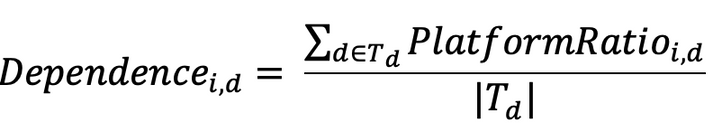 Dependence_{i,d} = \frac{\sum_{d \in T_d} PlatformRatio_{i,d}}{|T_d|}